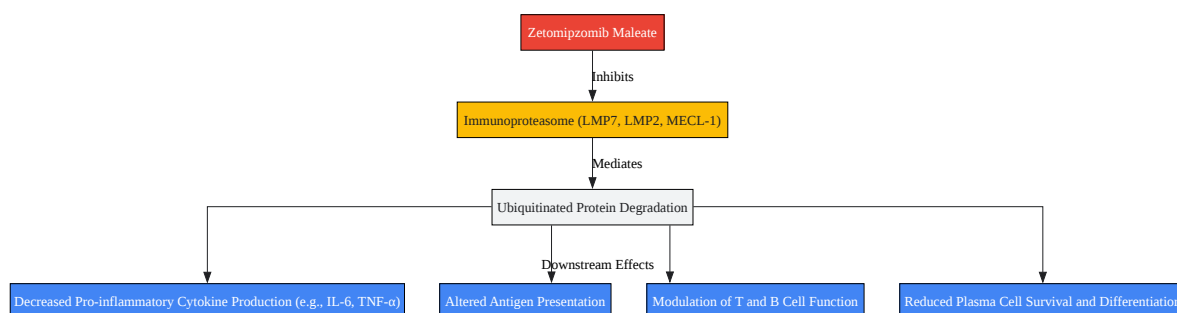 Zetomipzomib Maleate
Inhibits
Immunoproteasome (LMP7, LMP2, MECL-1)
Mediates
Ubiquitinated Protein Degradation
Downstream Effects
Decreased Pro-inflammatory Cytokine Production (e.g., IL-6, TNF-α)
Altered Antigen Presentation
Modulation of T and B Cell Function
Reduced Plasma Cell Survival and Differentiation